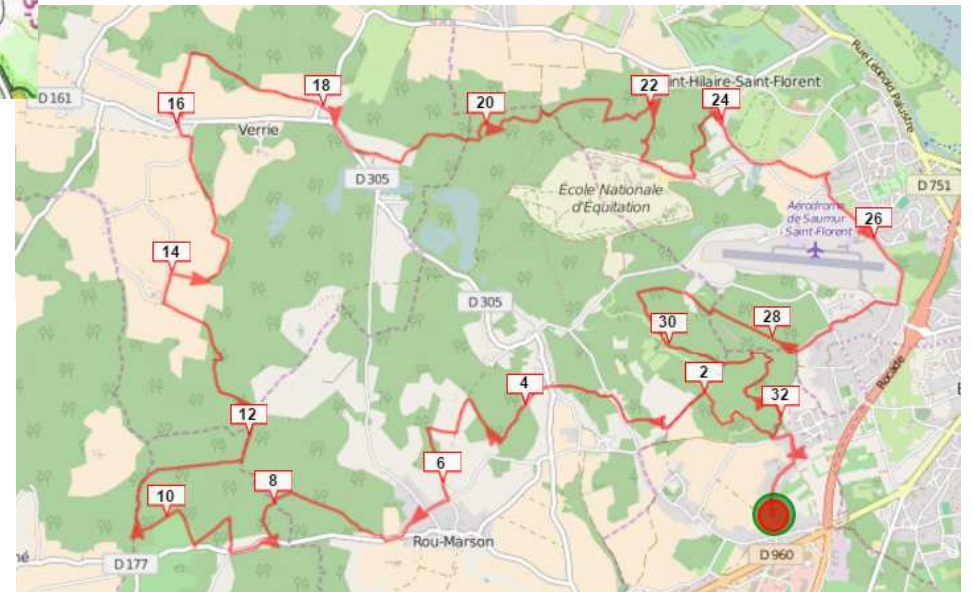 D 161
16
18
Verrie
20
22
int-Hilaire-Saint-Florent
24
Rue Léopold Palustre
D 305
École Nationale
d'Équitation
D 751
Aérodrome
de Saumur
Saint-Florent
26
14
D 305
28
30
2
32
4
Rocade
12
6
8
10
Rou-Marson
né
D 177
D 960